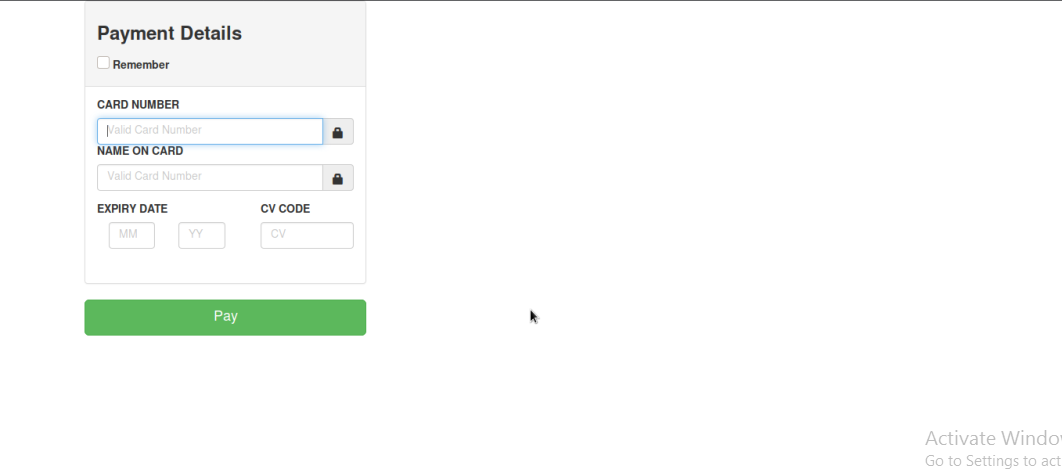 Payment Details
Remember
CARD NUMBER
Valid Card Number
NAME ON CARD
Valid Card Number
EXPIRY DATE CV CODE
MM YY CV
Pay
Activate Window
Go to Settings to act